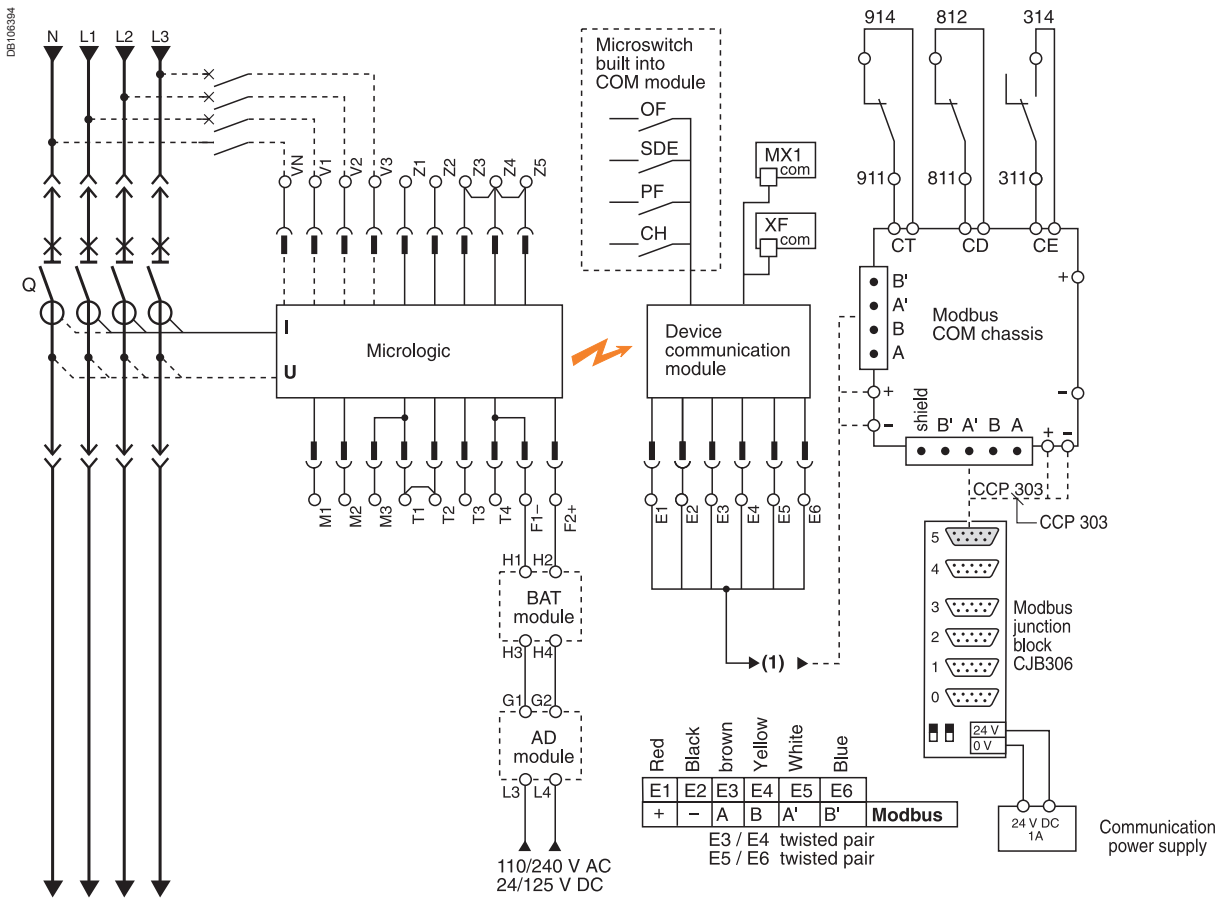 DB106394
N L1 L2 L3
VN V1 V2 V3 Z1 Z2 Z3 Z4 Z5
Q
I
U
Micrologic
M1 M2 M3 T1 T2 T3 T4 F1– F2+
H1 H2
BAT
module
H3 H4
G1 G2
AD
module
L3 L4
110/240 V AC
24/125 V DC
Microswitch
built into
COM module
OF
SDE
PF
CH
MX1
com
XF
com
Device
communication
module
E1 E2 E3 E4 E5 E6
(1)
914 812 314
911 811 311
CT CD CE
B'
A'
B
A
+
–
Modbus
COM chassis
+
–
shield B' A' B A + –
CCP 303
CCP 303
5
4
3
2
1
0
Modbus
junction
block
CJB306
24 V
0 V
24 V DC
1A
Communication
power supply
Red Black brown Yellow White Blue
E1 E2 E3 E4 E5 E6
+ – A B A' B' Modbus
E3 / E4 twisted pair
E5 / E6 twisted pair